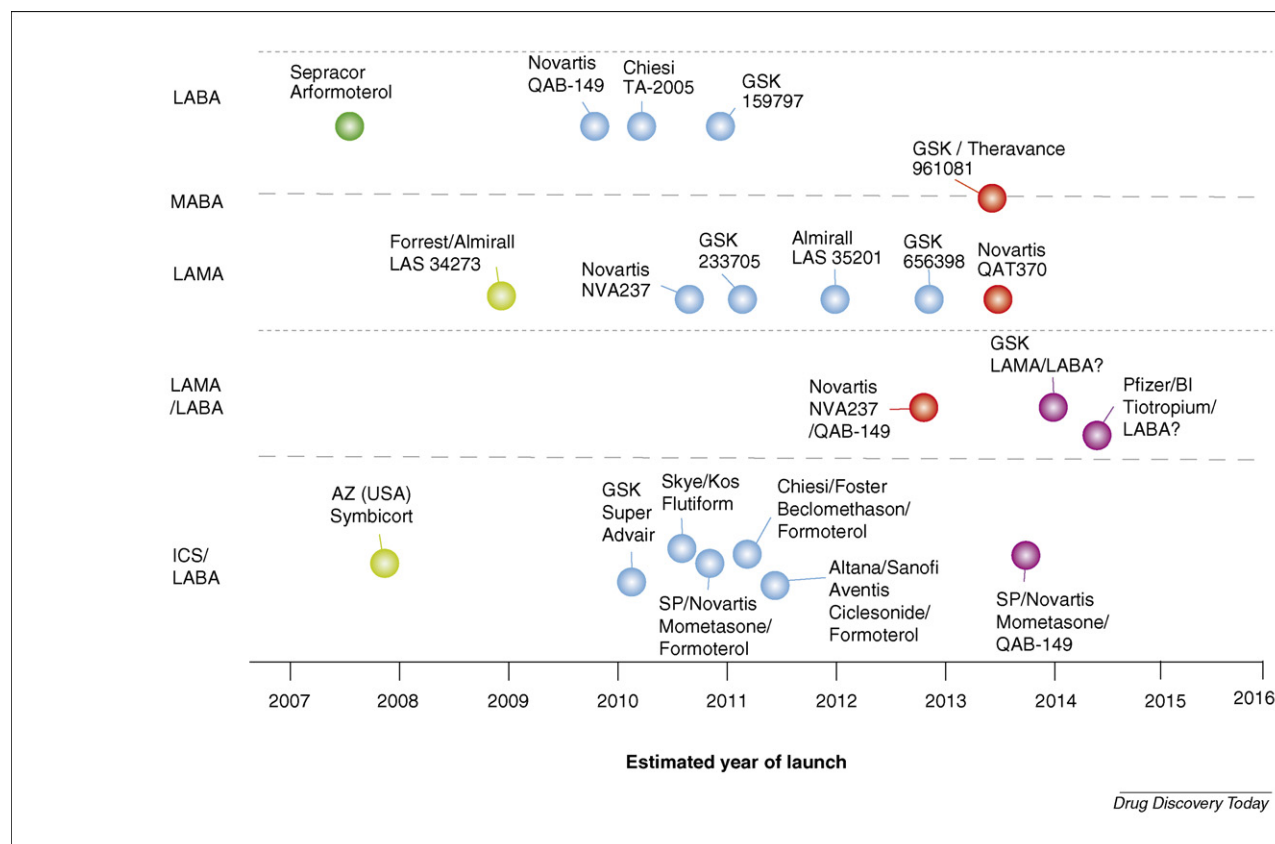 LABA
Sepracor
Arformoterol
Novartis
QAB-149
Chiesi
TA-2005
GSK
159797
MABA
GSK / Theravance
961081
LAMA
Forrest/Almirall
LAS 34273
Novartis
NVA237
GSK
233705
Almirall
LAS 35201
GSK
656398
Novartis
QAT370
LAMA
/LABA
Novartis
NVA237
/QAB-149
GSK
LAMA/LABA?
Pfizer/BI
Tiotropium/
LABA?
ICS/
LABA
AZ (USA)
Symbicort
GSK
Super
Advair
Skye/Kos
Flutiform
SP/Novartis
Mometasone/
Formoterol
Chiesi/Foster
Beclomethason/
Formoterol
Altana/Sanofi
Aventis
Ciclesonide/
Formoterol
SP/Novartis
Mometasone/
QAB-149
2007 2008 2009 2010 2011 2012 2013 2014 2015 2016
Estimated year of launch
Drug Discovery Today